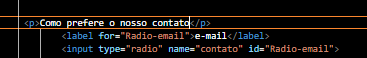 <p>Como prefere o nosso contato</p>
<label for="Radio-email">e-mail</label>
<input type="radio" name="contato" id="Radio-email">